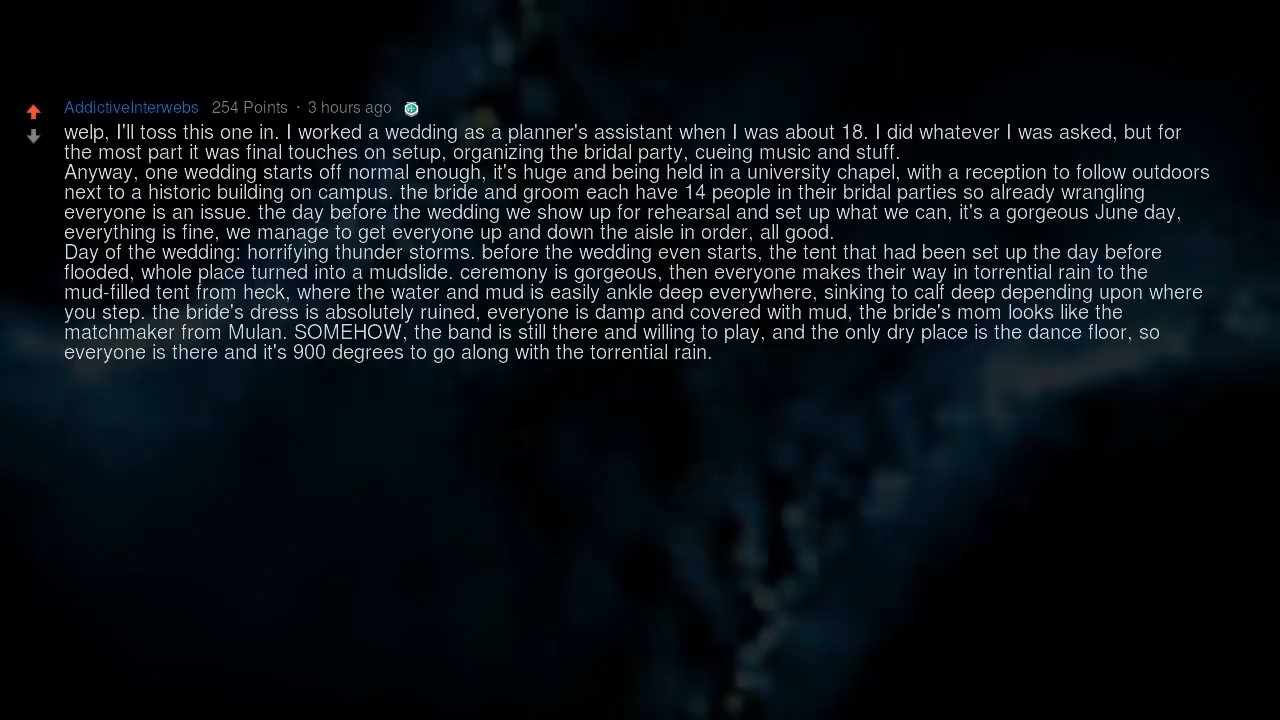 AddictiveInterwebs 254 Points · 3 hours ago
welp, I'll toss this one in. I worked a wedding as a planner's assistant when I was about 18. I did whatever I was asked, but for
the most part it was final touches on setup, organizing the bridal party, cueing music and stuff.
Anyway, one wedding starts off normal enough, it's huge and being held in a university chapel, with a reception to follow outdoors
next to a historic building on campus. the bride and groom each have 14 people in their bridal parties so already wrangling
everyone is an issue. the day before the wedding we show up for rehearsal and set up what we can, it's a gorgeous June day,
everything is fine, we manage to get everyone up and down the aisle in order, all good.
Day of the wedding: horrifying thunder storms. before the wedding even starts, the tent that had been set up the day before
flooded, whole place turned into a mudslide. ceremony is gorgeous, then everyone makes their way in torrential rain to the
mud-filled tent from heck, where the water and mud is easily ankle deep everywhere, sinking to calf deep depending upon where
you step. the bride's dress is absolutely ruined, everyone is damp and covered with mud, the bride's mom looks like the
matchmaker from Mulan. SOMEHOW, the band is still there and willing to play, and the only dry place is the dance floor, so
everyone is there and it's 900 degrees to go along with the torrential rain.